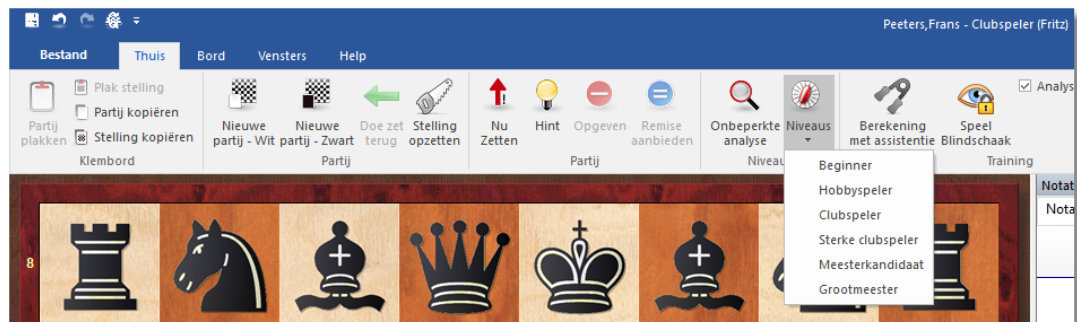 Peeters,Frans - Clubspeler (Fritz)
Bestand Thuis Bord Vensters Help
Partij plakken
Plak stelling
Partij kopiëren
Stelling kopiëren
Klembord
Nieuwe partij - Wit
Nieuwe partij - Zwart
Doe zet terug
Stelling opzetten
Partij
Nu Zetten
Hint
Opgeven
Remise aanbieden
Partij
Onbeperkte analyse
Niveaus
Niveau
Berekening met assistentie
Speel Blindschaak
Analys
Training
Beginner
Hobbyspeler
Clubspeler
Sterke clubspeler
Meesterkandidaat
Grootmeester
Notat
Nota
8